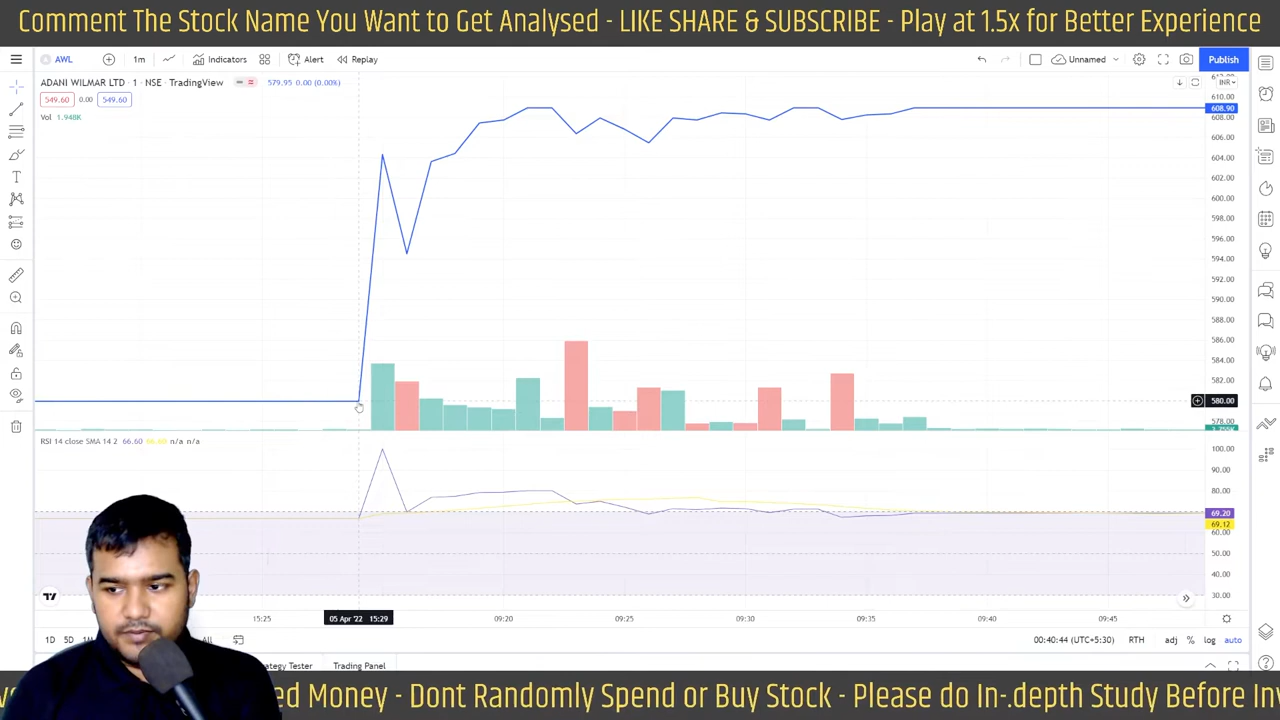 Comment The Stock Name You Want to Get Analysed - LIKE SHARE & SUBSCRIBE - Play at 1.5x for Better Experience
AWL 1m Indicators Alert Replay Unnamed Publish
ADANI WILMAR LTD · 1 · NSE · TradingView 579.95 0.00 (0.00%) INR
549.60 0.00 549.60
Vol 1.948K
610.00
608.90
608.00
606.00
604.00
602.00
600.00
598.00
596.00
594.00
592.00
590.00
588.00
586.00
584.00
582.00
580.00
578.00
RSI 14 close SMA 14 2 66.60 66.60 n/a n/a
100.00
90.00
80.00
69.20
69.12
60.00
50.00
40.00
30.00
15:25 05 Apr '22 15:29 09:20 09:25 09:30 09:35 09:40 09:45
1D 5D 00:40:44 (UTC+5:30) RTH adj % log auto
Tester Trading Panel
Money - Dont Randomly Spend or Buy Stock - Please do In-.depth Study Before